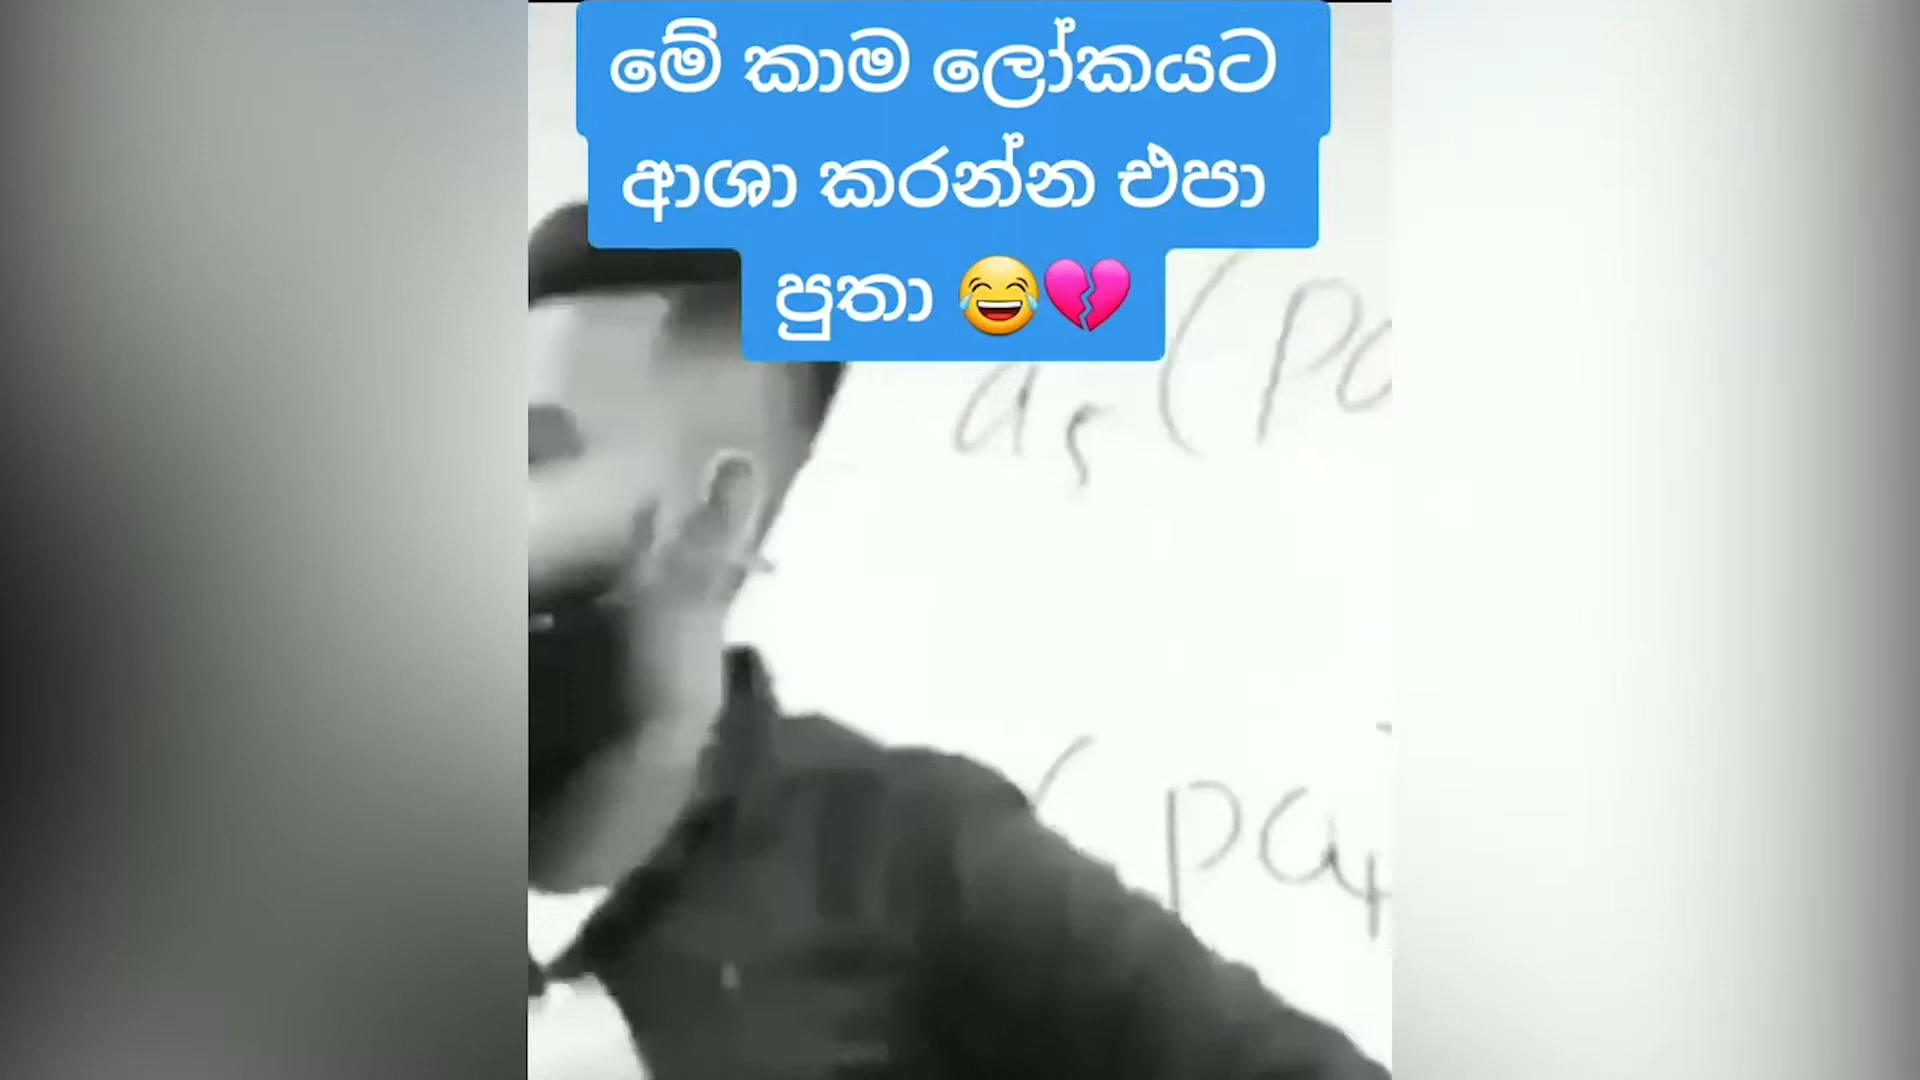 මේ කාම ලෝකයට
ආශා කරන්න එපා
පුතා 😂💔